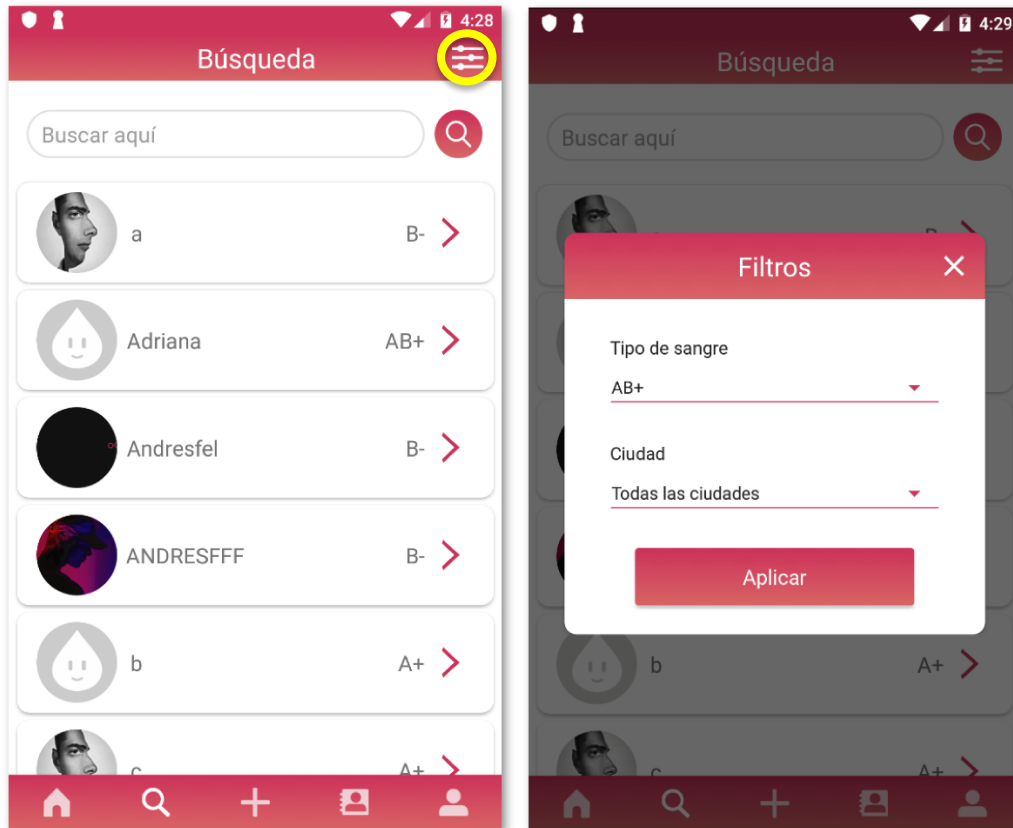 4:28
Búsqueda
Buscar aquí
a B-
Adriana AB+
Andresfel B-
ANDRESFFF B-
b A+
c A+
4:29
Búsqueda
Buscar aquí
Filtros
Tipo de sangre
AB+
Ciudad
Todas las ciudades
Aplicar
b A+
c A+